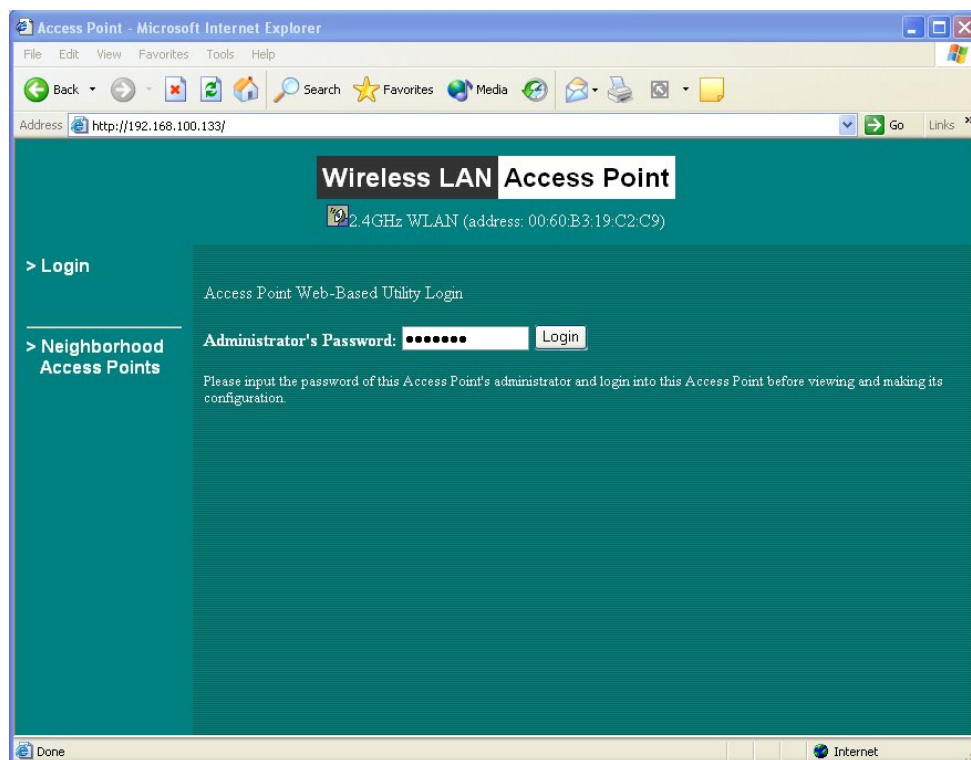 Access Point - Microsoft Internet Explorer
File Edit View Favorites Tools Help
Back Search Favorites Media
Address http://192.168.100.133/ Go Links »
Wireless LAN Access Point
2.4GHz WLAN (address: 00:60:B3:19:C2:C9)
> Login
Access Point Web-Based Utility Login
Administrator's Password: ●●●●●●● Login
> Neighborhood
Access Points
Please input the password of this Access Point's administrator and login into this Access Point before viewing and making its
configuration.
Done Internet